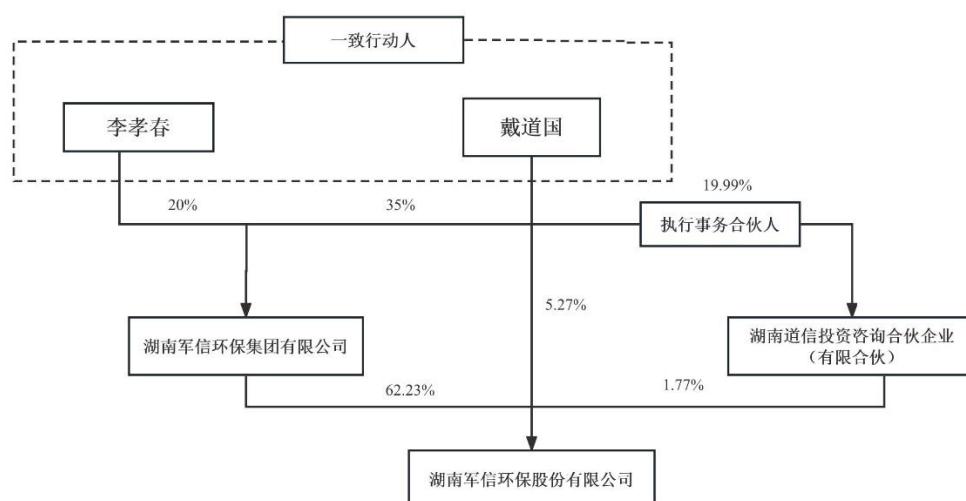 一致行动人
李孝春
戴道国
19.99%
20%
35%
执行事务合伙人
5.27%
湖南军信环保集团有限公司
湖南道信投资咨询合伙企业
（有限合伙）
62.23%
1.77%
湖南军信环保股份有限公司